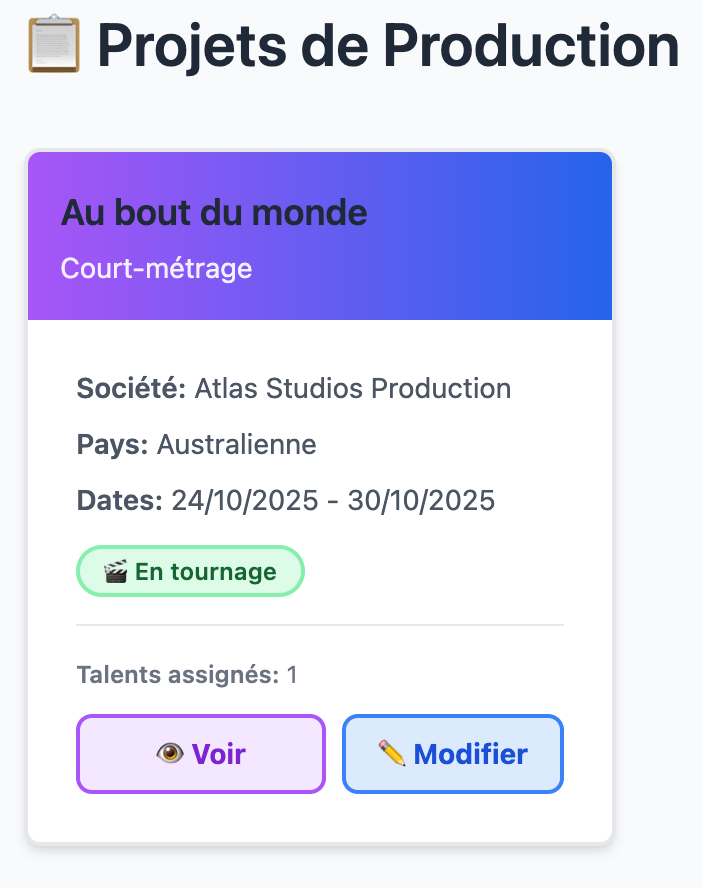 📋 Projets de Production
Au bout du monde
Court-métrage
Société: Atlas Studios Production
Pays: Australienne
Dates: 24/10/2025 - 30/10/2025
🎬 En tournage
Talents assignés: 1
👁️ Voir
✏️ Modifier